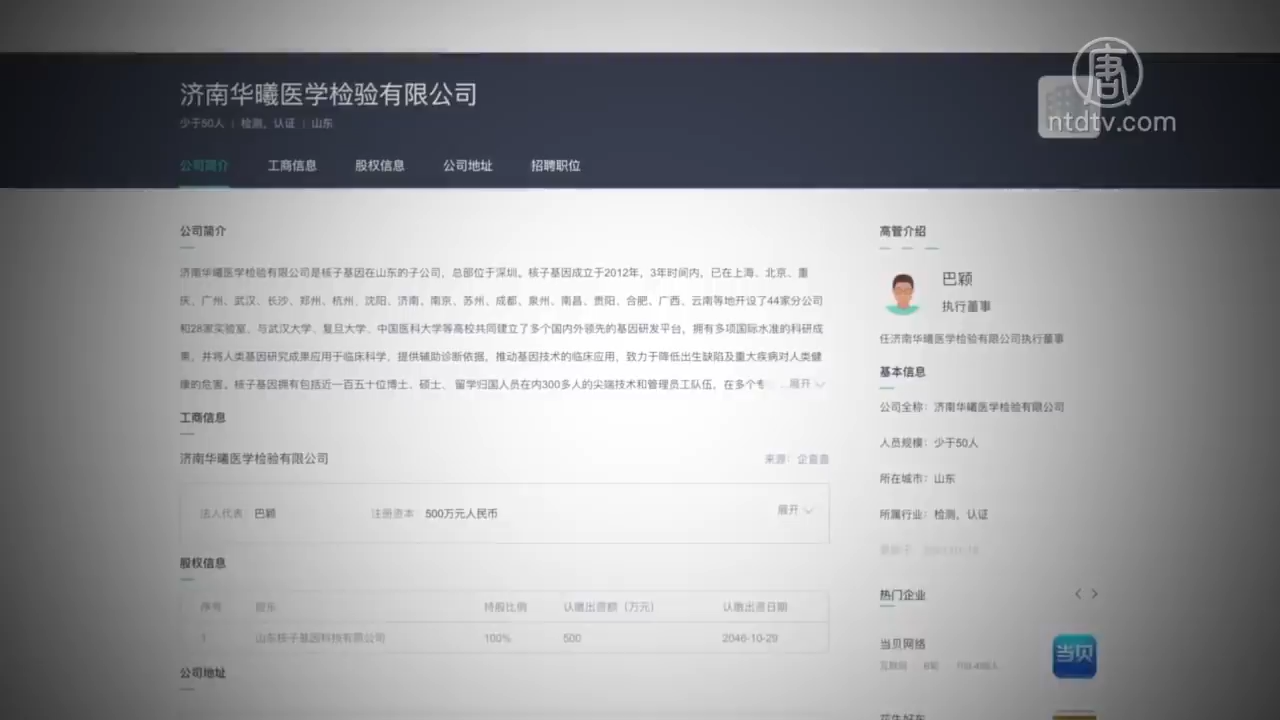 唐
ntdtv.com
济南华曦医学检验有限公司
少于50人 | 检测、认证 | 山东
公司简介 工商信息 股权信息 公司地址 招聘职位
公司简介
济南华曦医学检验有限公司是核子基因在山东的子公司，总部位于深圳。核子基因成立于2012年，3年时间内，已在上海、北京、重
庆、广州、武汉、长沙、郑州、杭州、沈阳、济南、南京、苏州、成都、泉州、南昌、贵阳、合肥、广西、云南等地开设了44家分公司
和28家实验室。与武汉大学、复旦大学、中国医科大学等高校共同建立了多个国内外领先的基因研发平台，拥有多项国际水准的科研成
果，并将人类基因研究成果应用于临床科学，提供辅助诊断依据，推动基因技术的临床应用，致力于降低出生缺陷及重大疾病对人类健
康的危害。核子基因拥有包括近一百五十位博士、硕士、留学归国人员在内300多人的尖端技术和管理员工队伍，在多个专 ... 展开
工商信息
济南华曦医学检验有限公司 来源：企查查
法人代表 巴颖 注册资本 500万元人民币 展开
股权信息
序号 股东 持股比例 认缴出资额（万元） 认缴出资日期
1 山东核子基因科技有限公司 100% 500 2046-10-29
公司地址
高管介绍
巴颖
执行董事
任济南华曦医学检验有限公司执行董事
基本信息
公司全称：济南华曦医学检验有限公司
人员规模：少于50人
所在城市：山东
所属行业：检测、认证
更新于
热门企业
当贝网络
互联网
当贝